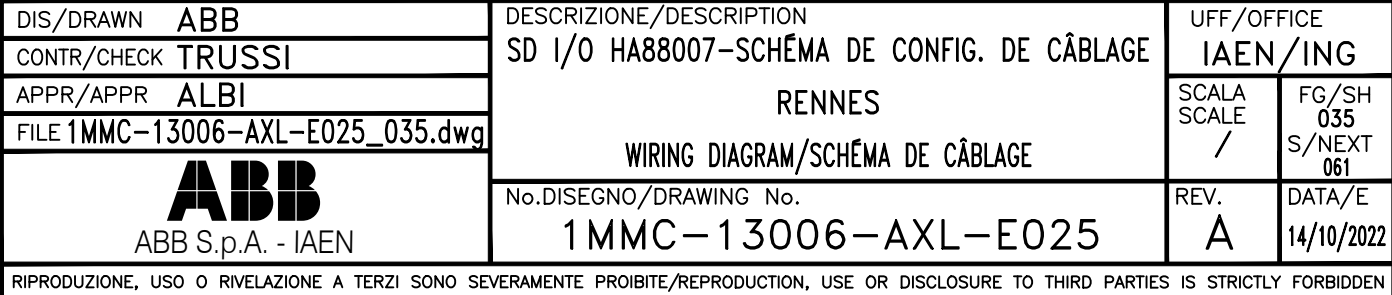 DIS/DRAWN ABB
CONTR/CHECK TRUSSI
APPR/APPR ALBI
FILE 1MMC-13006-AXL-E025_035.dwg
ABB
ABB S.p.A. - IAEN
DESCRIZIONE/DESCRIPTION
SD I/O HA88007-SCHÉMA DE CONFIG. DE CÂBLAGE
RENNES
WIRING DIAGRAM/SCHÉMA DE CÂBLAGE
No.DISEGNO/DRAWING No.
1MMC-13006-AXL-E025
UFF/OFFICE
IAEN/ING
SCALA
SCALE
/
FG/SH
035
S/NEXT
061
REV.
A
DATA/E
14/10/2022
RIPRODUZIONE, USO O RIVELAZIONE A TERZI SONO SEVERAMENTE PROIBITE/REPRODUCTION, USE OR DISCLOSURE TO THIRD PARTIES IS STRICTLY FORBIDDEN